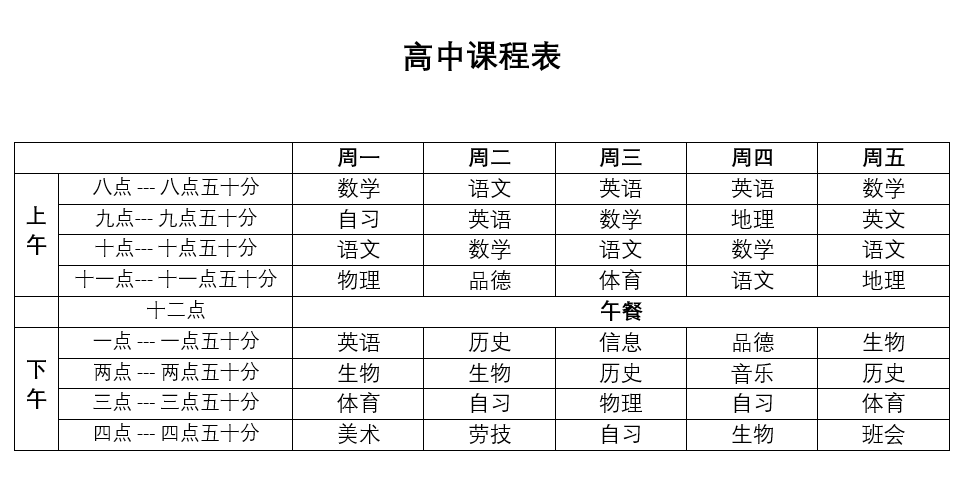 高中课程表
周一 周二 周三 周四 周五
上午
八点 --- 八点五十分 数学 语文 英语 英语 数学
九点--- 九点五十分 自习 英语 数学 地理 英文
十点--- 十点五十分 语文 数学 语文 数学 语文
十一点--- 十一点五十分 物理 品德 体育 语文 地理
十二点 午餐
下午
一点 --- 一点五十分 英语 历史 信息 品德 生物
两点 --- 两点五十分 生物 生物 历史 音乐 历史
三点 --- 三点五十分 体育 自习 物理 自习 体育
四点 --- 四点五十分 美术 劳技 自习 生物 班会